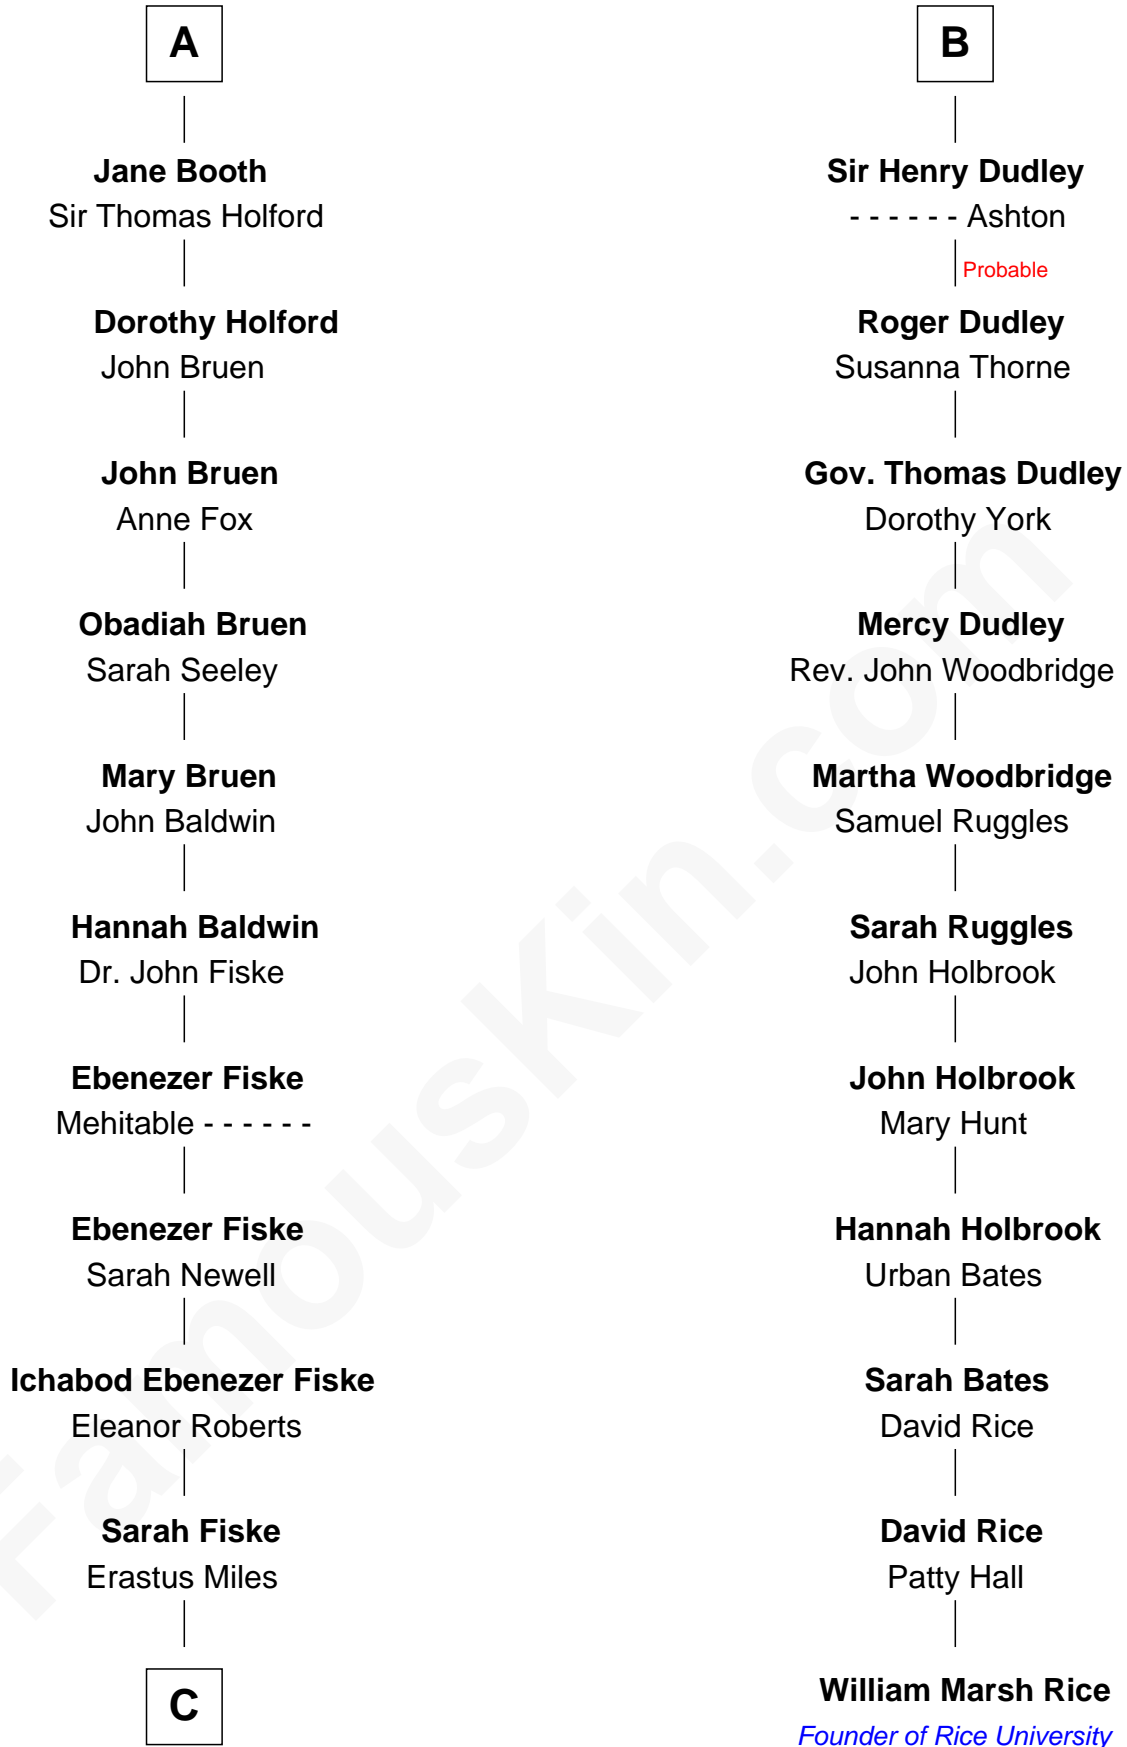 A
Jane Booth
Sir Thomas Holford
Dorothy Holford
John Bruen
John Bruen
Anne Fox
Obadiah Bruen
Sarah Seeley
Mary Bruen
John Baldwin
Hannah Baldwin
Dr. John Fiske
Ebenezer Fiske
Mehitable - - - - - -
Ebenezer Fiske
Sarah Newell
Ichabod Ebenezer Fiske
Eleanor Roberts
Sarah Fiske
Erastus Miles
C
B
Sir Henry Dudley
- - - - - - Ashton
Probable
Roger Dudley
Susanna Thorne
Gov. Thomas Dudley
Dorothy York
Mercy Dudley
Rev. John Woodbridge
Martha Woodbridge
Samuel Ruggles
Sarah Ruggles
John Holbrook
John Holbrook
Mary Hunt
Hannah Holbrook
Urban Bates
Sarah Bates
David Rice
David Rice
Patty Hall
William Marsh Rice
Founder of Rice University
FamousKin.com